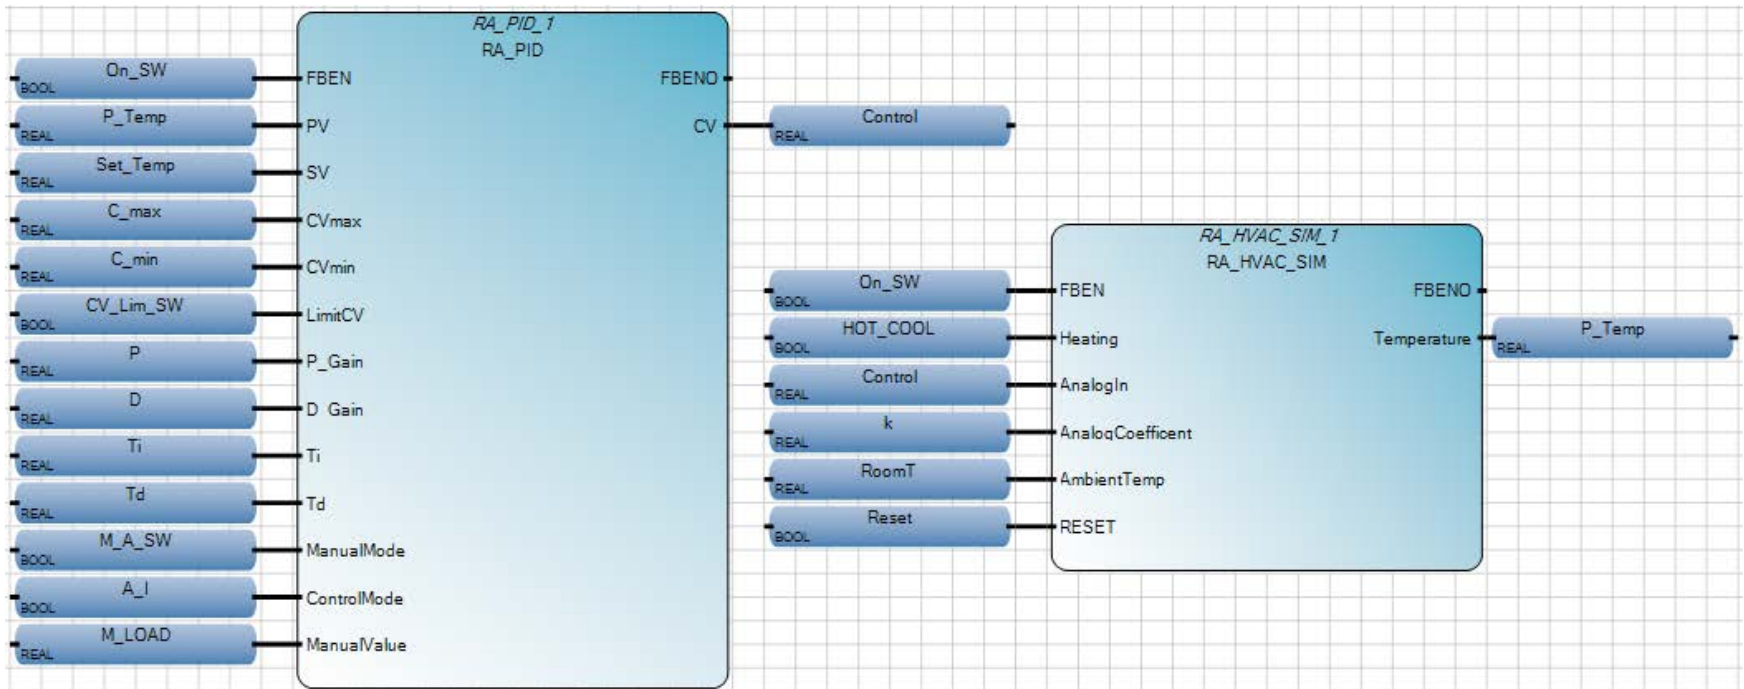 RA_PID_1
RA_PID
On_SW
BOOL
FBEN
FBENO
P_Temp
REAL
PV
CV
Control
REAL
Set_Temp
REAL
SV
C_max
REAL
CVmax
C_min
REAL
CVmin
CV_Lim_SW
BOOL
LimitCV
P
REAL
P_Gain
D
REAL
D_Gain
Ti
REAL
Ti
Td
REAL
Td
M_A_SW
BOOL
ManualMode
A_I
BOOL
ControlMode
M_LOAD
REAL
ManualValue
RA_HVAC_SIM_1
RA_HVAC_SIM
On_SW
BOOL
FBEN
FBENO
HOT_COOL
BOOL
Heating
Temperature
P_Temp
REAL
Control
REAL
AnalogIn
k
REAL
AnalogCoefficent
RoomT
REAL
AmbientTemp
Reset
BOOL
RESET